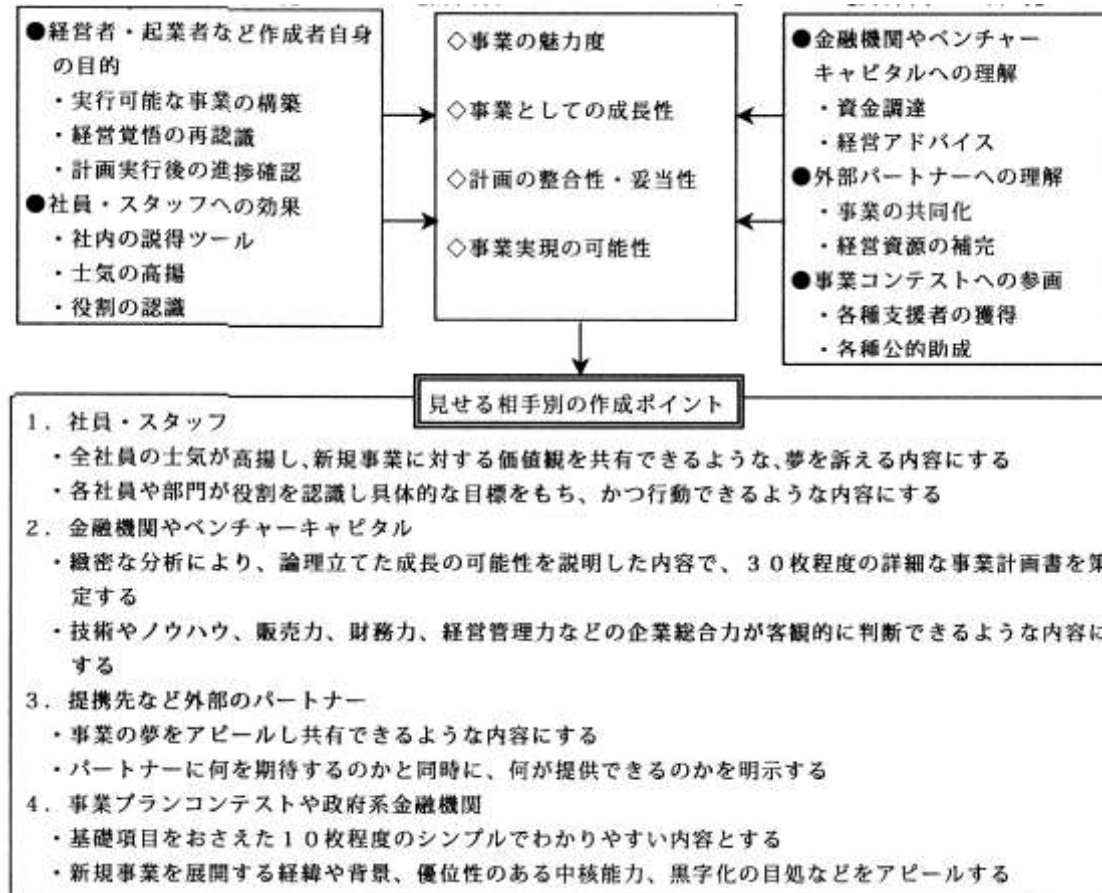 ●経営者・起業者など作成者自身
の目的
・実行可能な事業の構築
・経営覚悟の再認識
・計画実行後の進捗確認
●社員・スタッフへの効果
・社内の説得ツール
・士気の高揚
・役割の認識
◇事業の魅力度
◇事業としての成長性
◇計画の整合性・妥当性
◇事業実現の可能性
●金融機関やベンチャー
キャピタルへの理解
・資金調達
・経営アドバイス
●外部パートナーへの理解
・事業の共同化
・経営資源の補完
●事業コンテストへの参画
・各種支援者の獲得
・各種公的助成
見せる相手別の作成ポイント
1．社員・スタッフ
・全社員の士気が高揚し、新規事業に対する価値観を共有できるような、夢を訴える内容にする
・各社員や部門が役割を認識し具体的な目標をもち、かつ行動できるような内容にする
2．金融機関やベンチャーキャピタル
・緻密な分析により、論理立てた成長の可能性を説明した内容で、３０枚程度の詳細な事業計画書を策
定する
・技術やノウハウ、販売力、財務力、経営管理力などの企業総合力が客観的に判断できるような内容に
する
3．提携先など外部のパートナー
・事業の夢をアピールし共有できるような内容にする
・パートナーに何を期待するのかと同時に、何が提供できるのかを明示する
4．事業プランコンテストや政府系金融機関
・基礎項目をおさえた１０枚程度のシンプルでわかりやすい内容とする
・新規事業を展開する経緯や背景、優位性のある中核能力、黒字化の目処などをアピールする